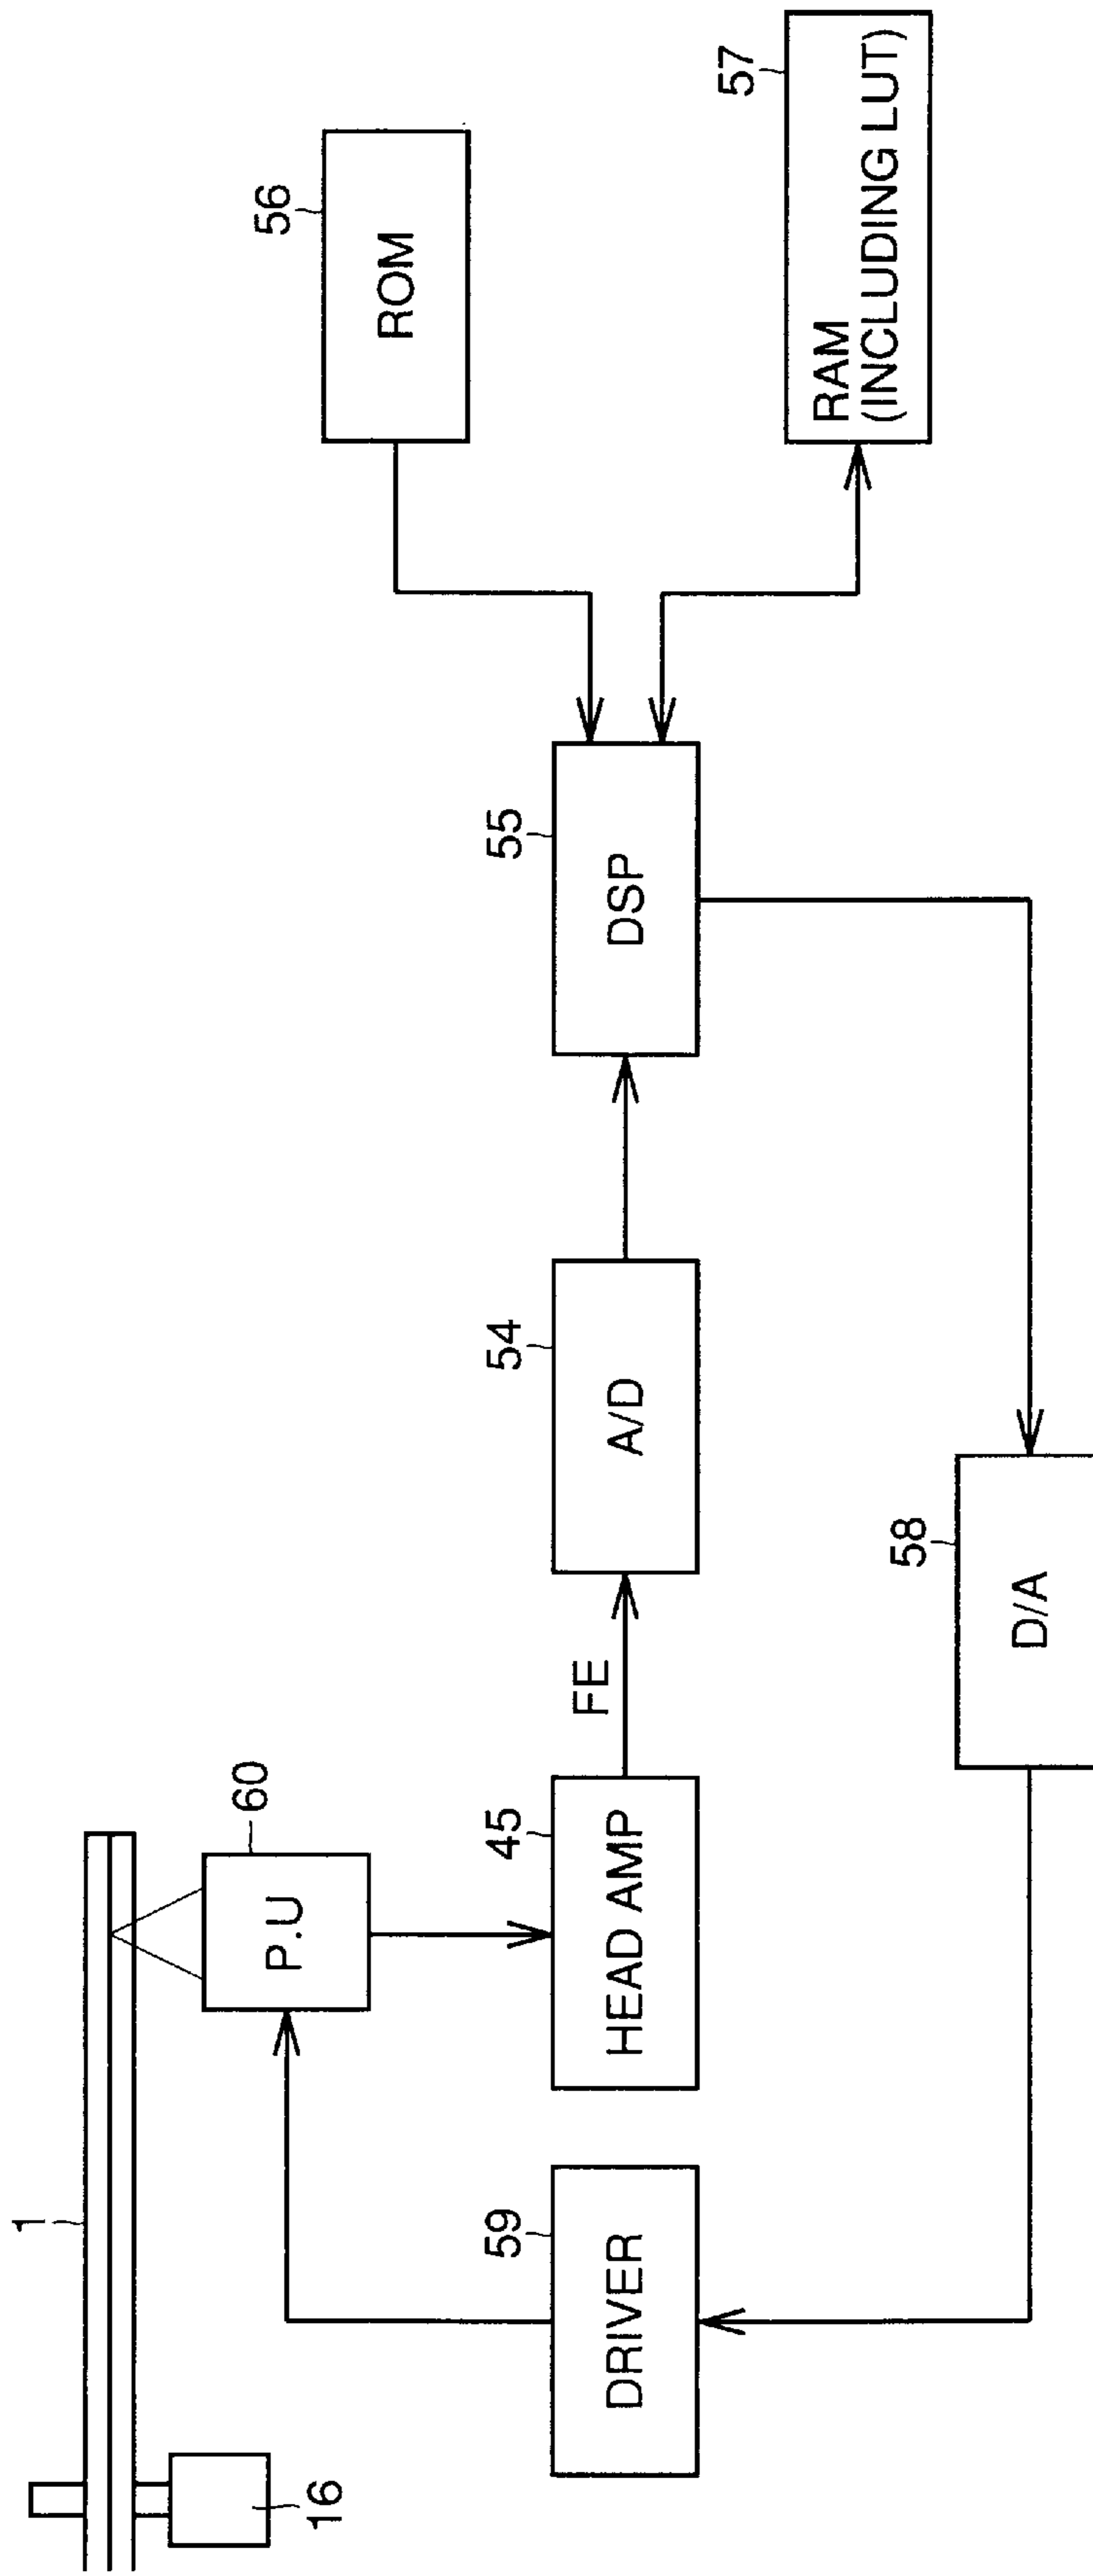 1
16
60
P.U
59
DRIVER
45
HEAD AMP
FE
54
A/D
55
DSP
56
ROM
57
RAM
(INCLUDING LUT)
58
D/A